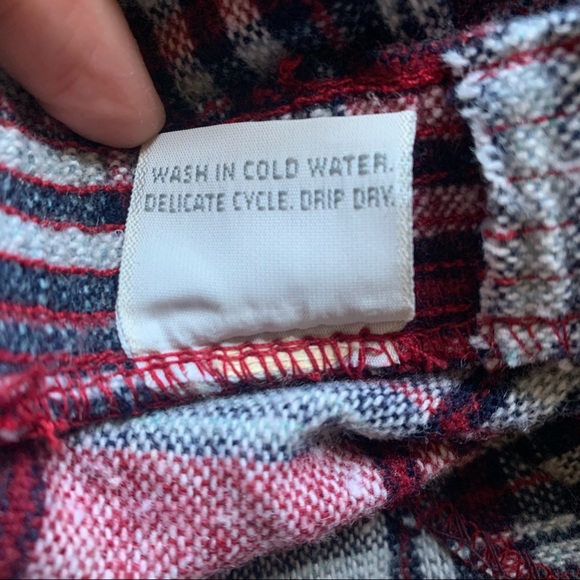 WASH IN COLD WATER.
DELICATE CYCLE. DRIP DRY.